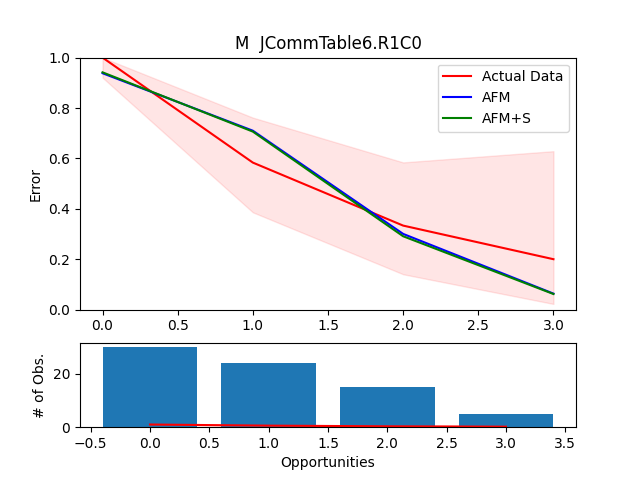 M  JCommTable6.R1C0
Error
1.0
0.8
0.6
0.4
0.2
0.0
Actual Data
AFM
AFM+S
0.0 0.5 1.0 1.5 2.0 2.5 3.0
# of Obs.
20
0
−0.5 0.0 0.5 1.0 1.5 2.0 2.5 3.0 3.5
Opportunities